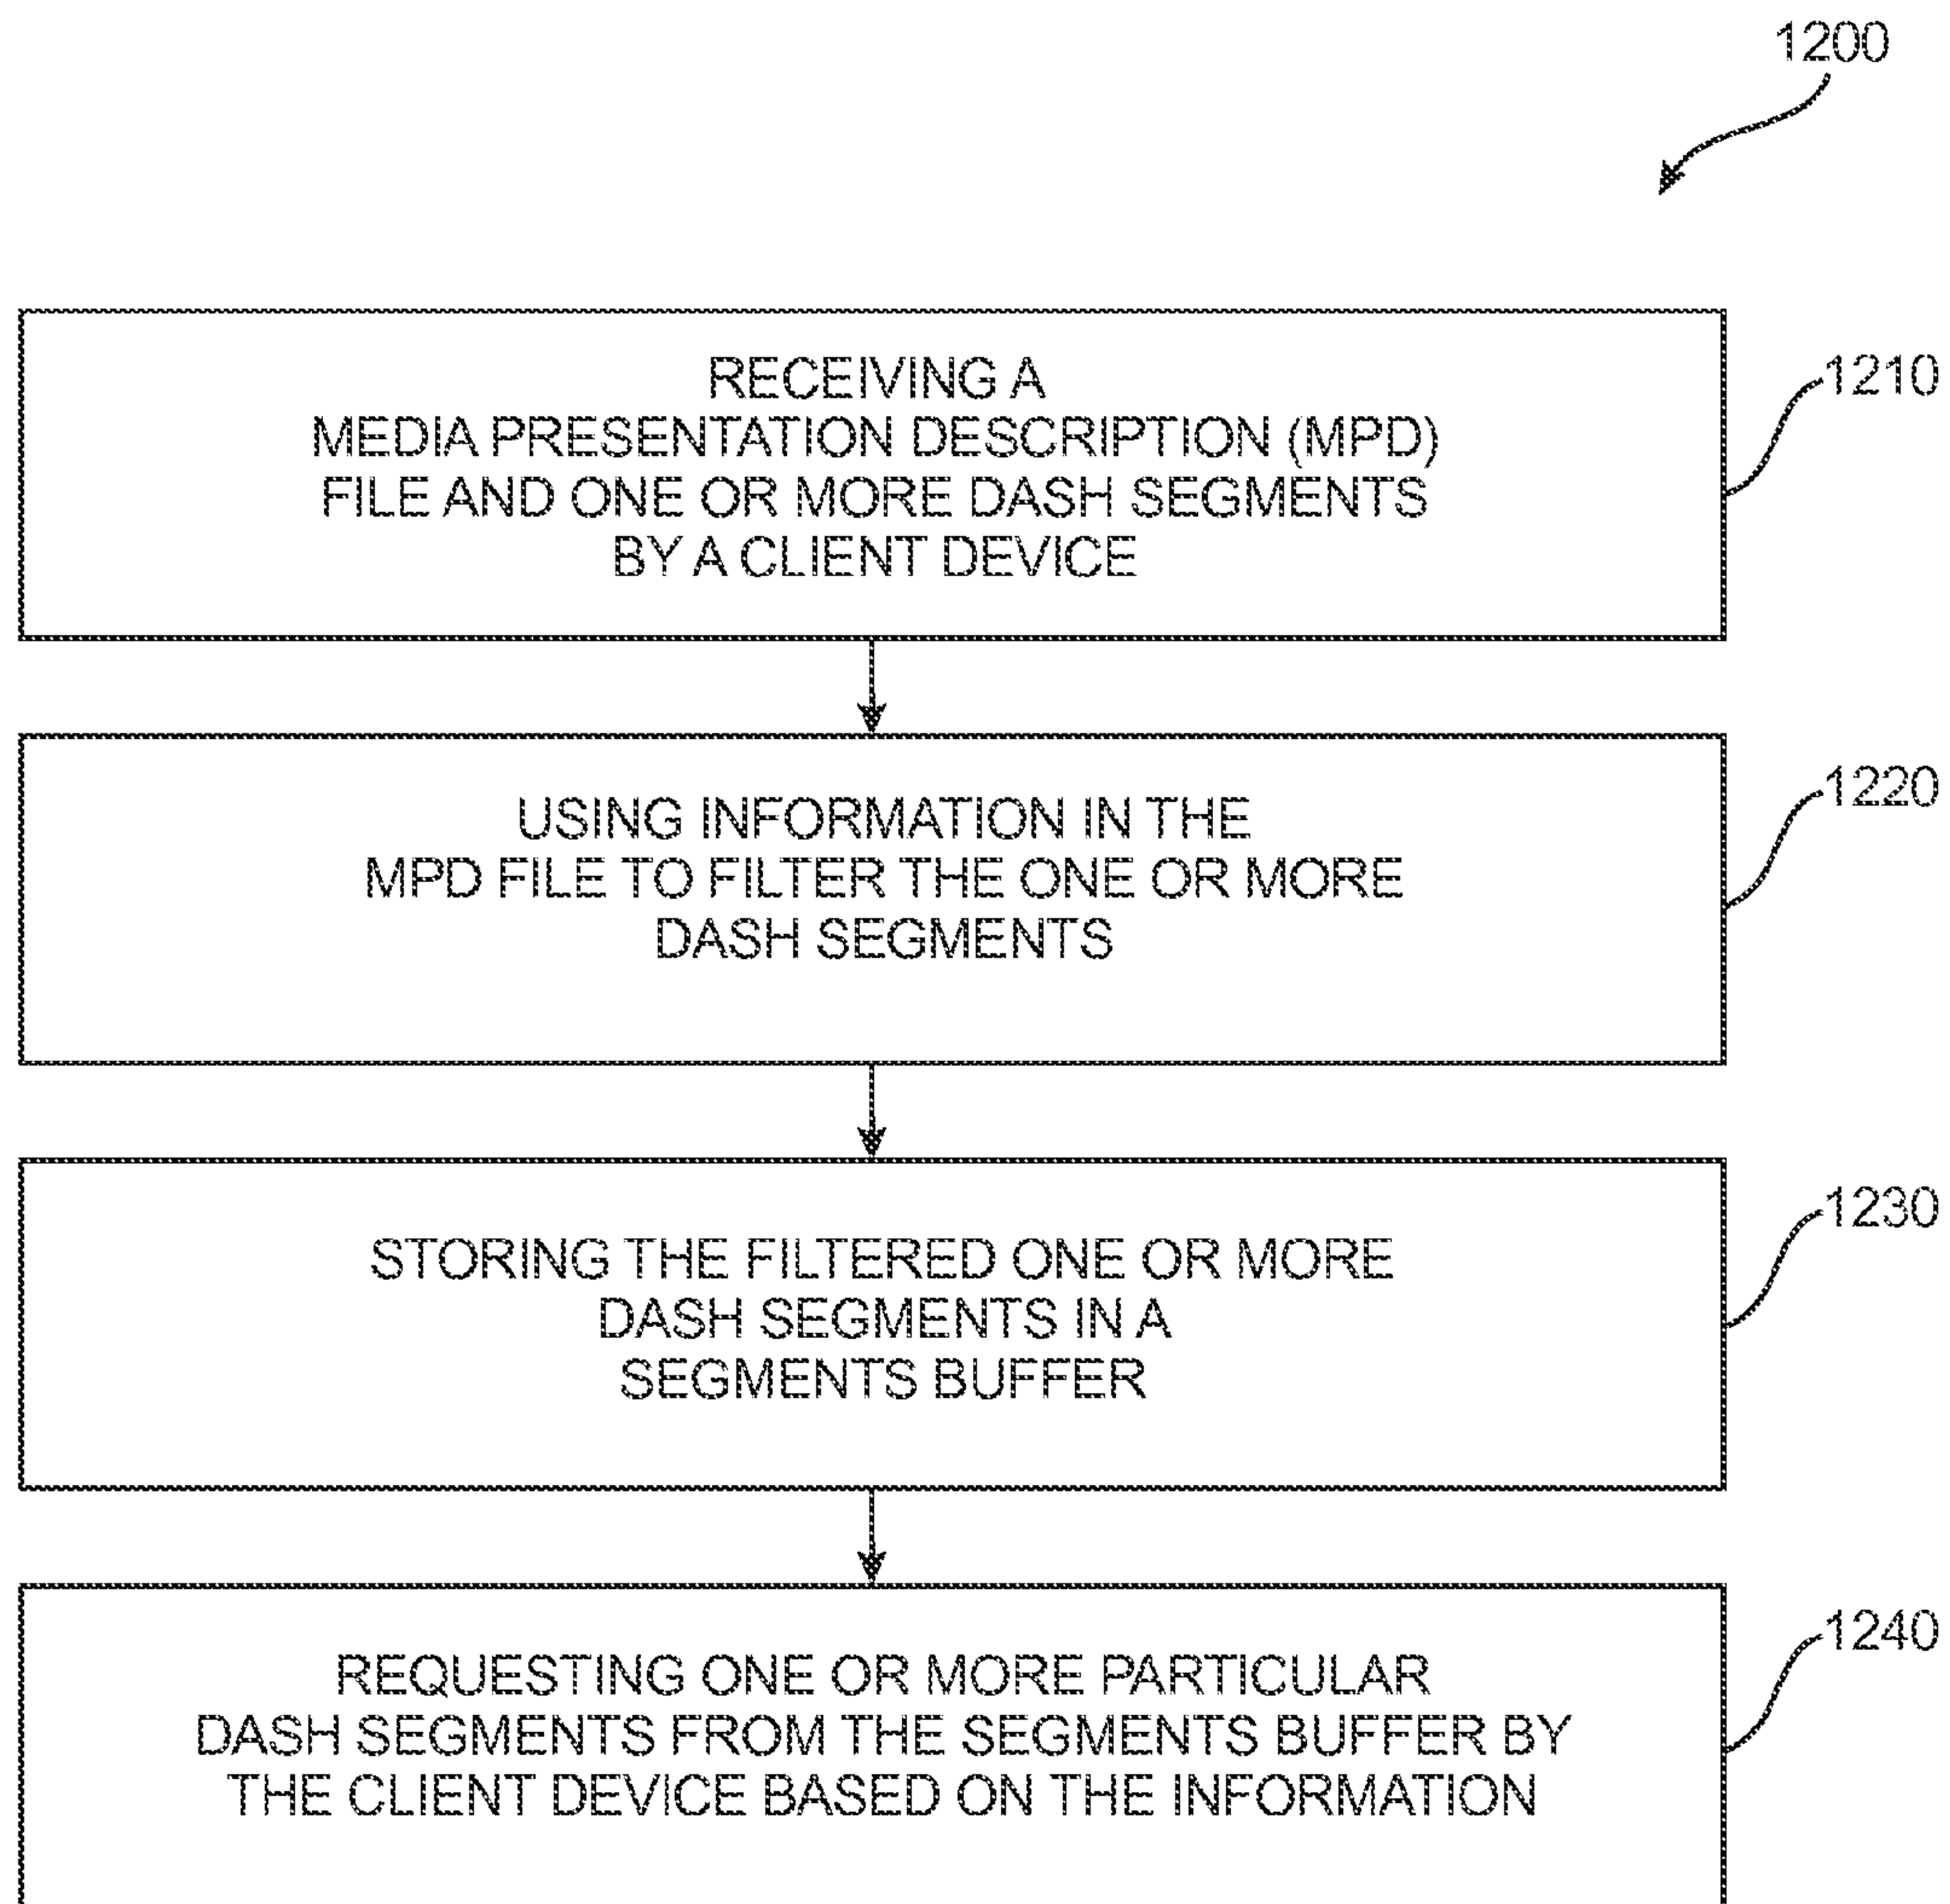 1200
RECEIVING A
MEDIA PRESENTATION DESCRIPTION (MPD)
FILE AND ONE OR MORE DASH SEGMENTS
BY A CLIENT DEVICE
1210
USING INFORMATION IN THE
MPD FILE TO FILTER THE ONE OR MORE
DASH SEGMENTS
1220
STORING THE FILTERED ONE OR MORE
DASH SEGMENTS IN A
SEGMENTS BUFFER
1230
REQUESTING ONE OR MORE PARTICULAR
DASH SEGMENTS FROM THE SEGMENTS BUFFER BY
THE CLIENT DEVICE BASED ON THE INFORMATION
1240